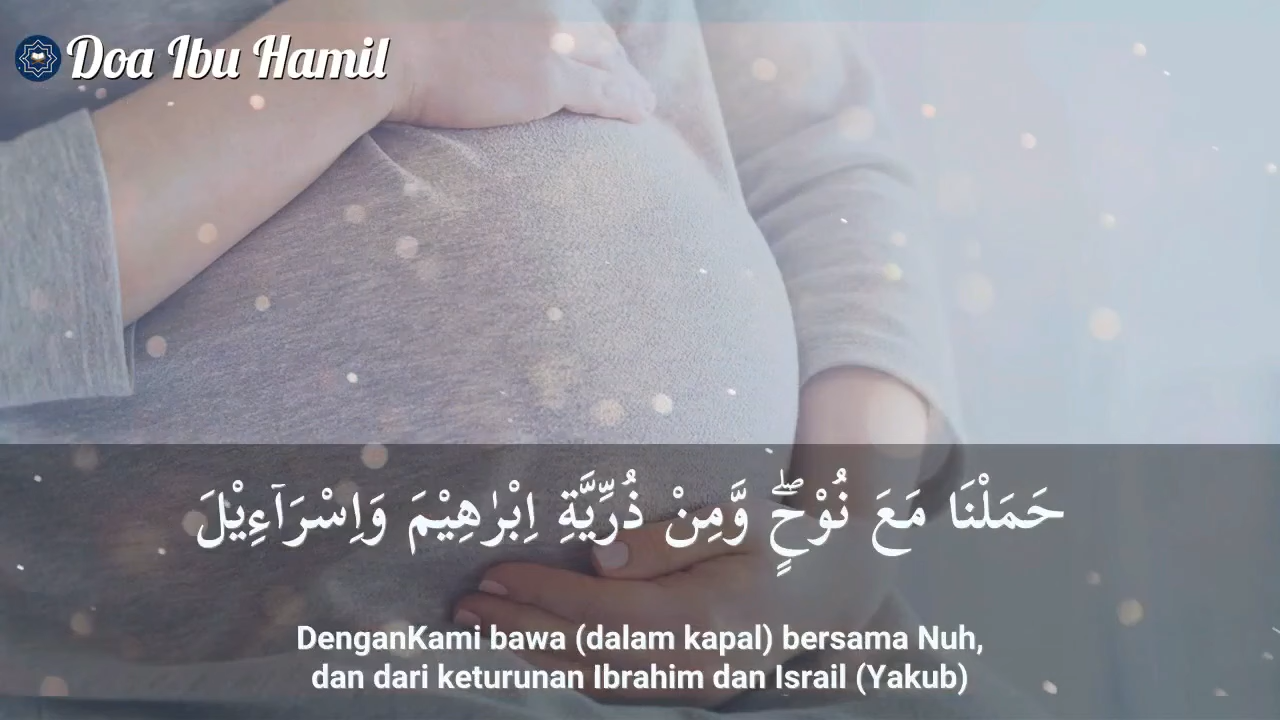 Doa Ibu Hamil
حَمَلْنَا مَعَ نُوْحٍۖ وَّمِنْ ذُرِّيَّةِ اِبْرٰهِيْمَ وَاِسْرَاۤءِيْلَ
DenganKami bawa (dalam kapal) bersama Nuh,
dan dari keturunan Ibrahim dan Israil (Yakub)